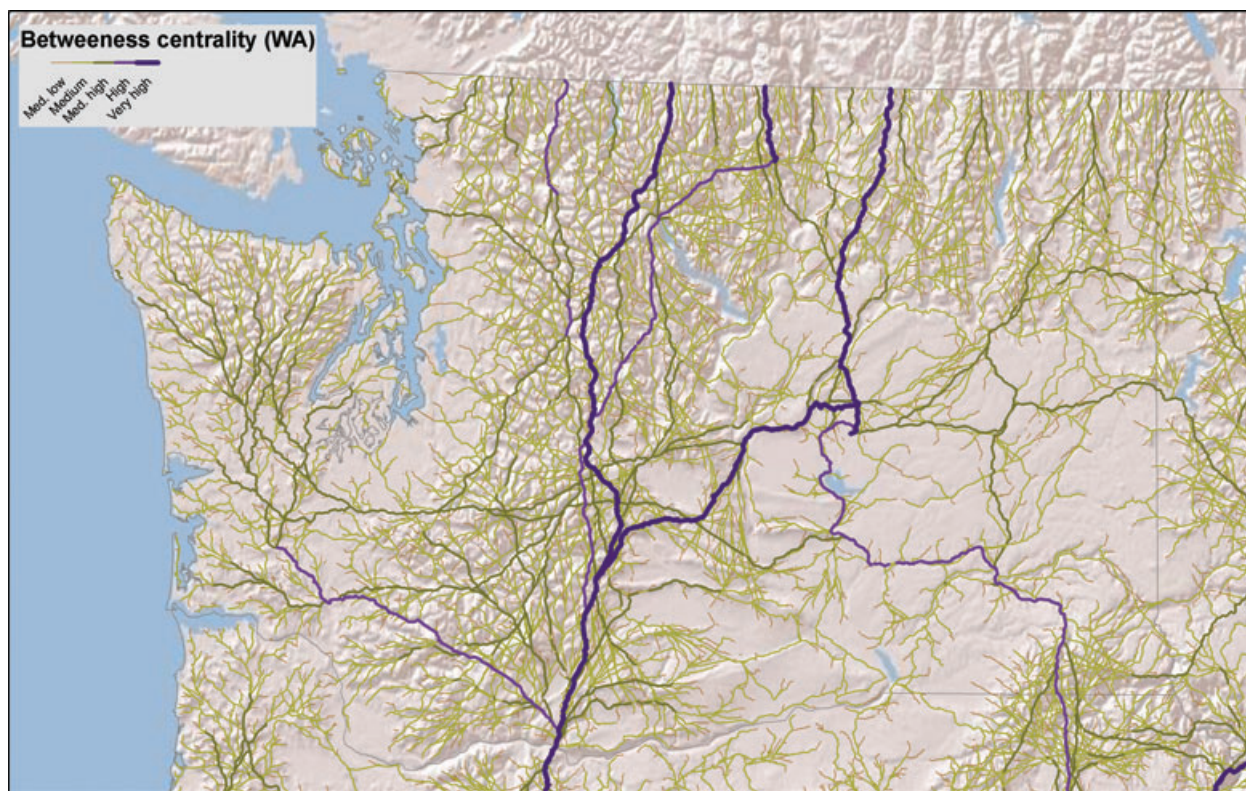 Betweeness centrality (WA)
Med. low
Medium
Med. high
High
Very high